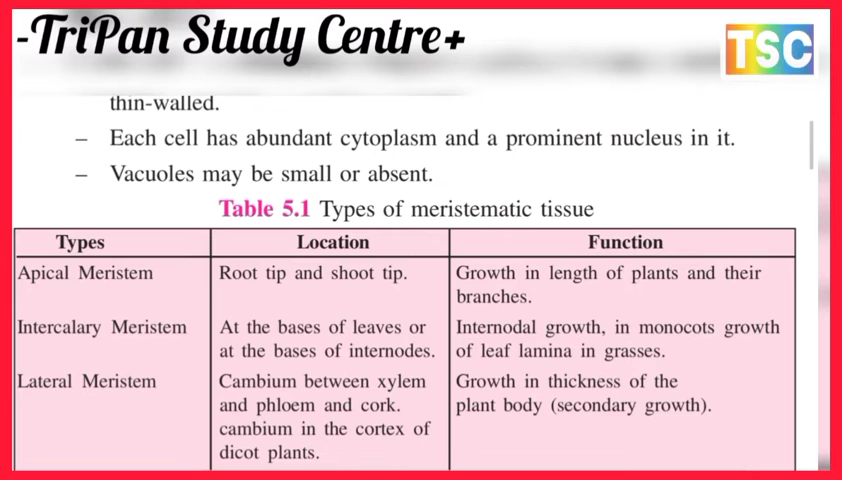 -TriPan Study Centre+
TSC
thin-walled.
– Each cell has abundant cytoplasm and a prominent nucleus in it.
– Vacuoles may be small or absent.
Table 5.1 Types of meristematic tissue
Types Location Function
Apical Meristem Root tip and shoot tip. Growth in length of plants and their
branches.
Intercalary Meristem At the bases of leaves or Internodal growth, in monocots growth
at the bases of internodes. of leaf lamina in grasses.
Lateral Meristem Cambium between xylem Growth in thickness of the
and phloem and cork. plant body (secondary growth).
cambium in the cortex of
dicot plants.